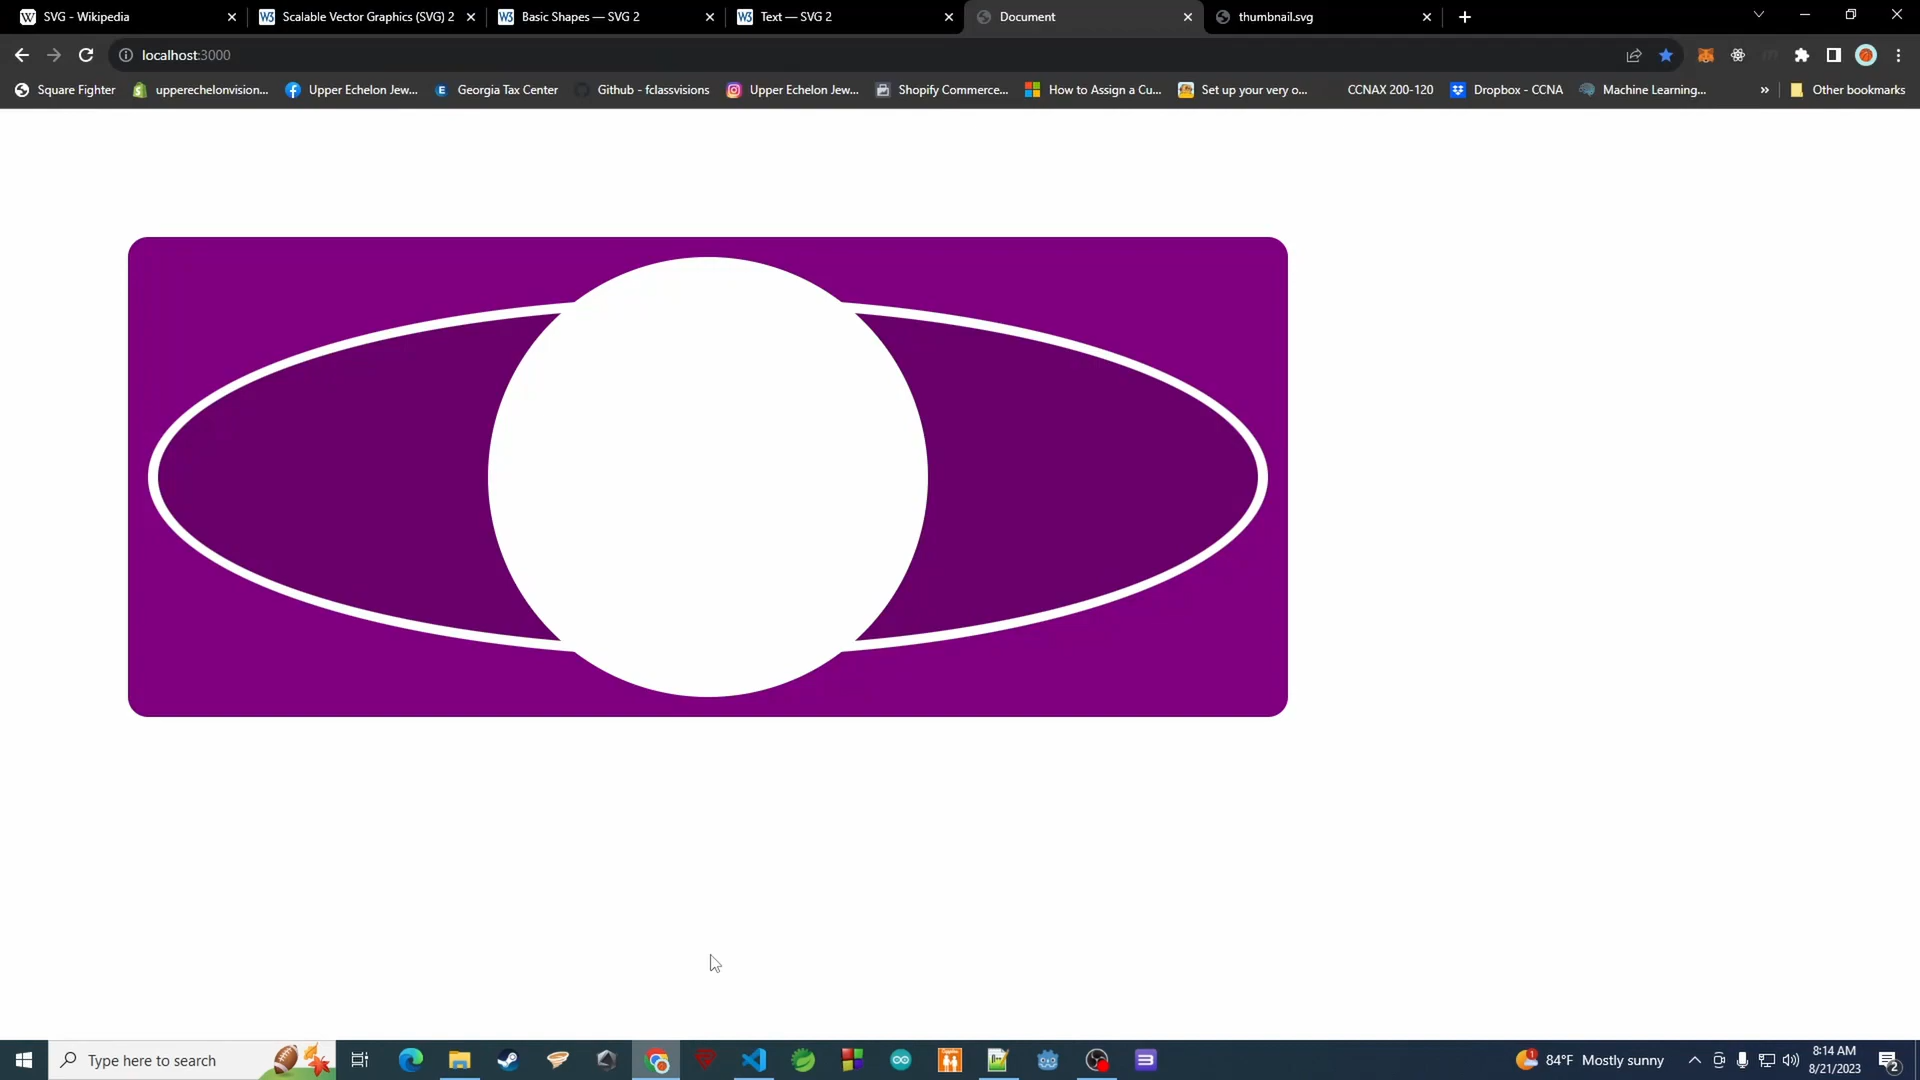 SVG - Wikipedia
Scalable Vector Graphics (SVG) 2
Basic Shapes — SVG 2
Text — SVG 2
Document
thumbnail.svg
localhost:3000
Square Fighter
upperechelonvision...
Upper Echelon Jew...
Georgia Tax Center
Github - fclassvisions
Upper Echelon Jew...
Shopify Commerce...
How to Assign a Cu...
Set up your very o...
CCNAX 200-120
Dropbox - CCNA
Machine Learning...
»
Other bookmarks
Type here to search
84°F Mostly sunny
8:14 AM
8/21/2023
2